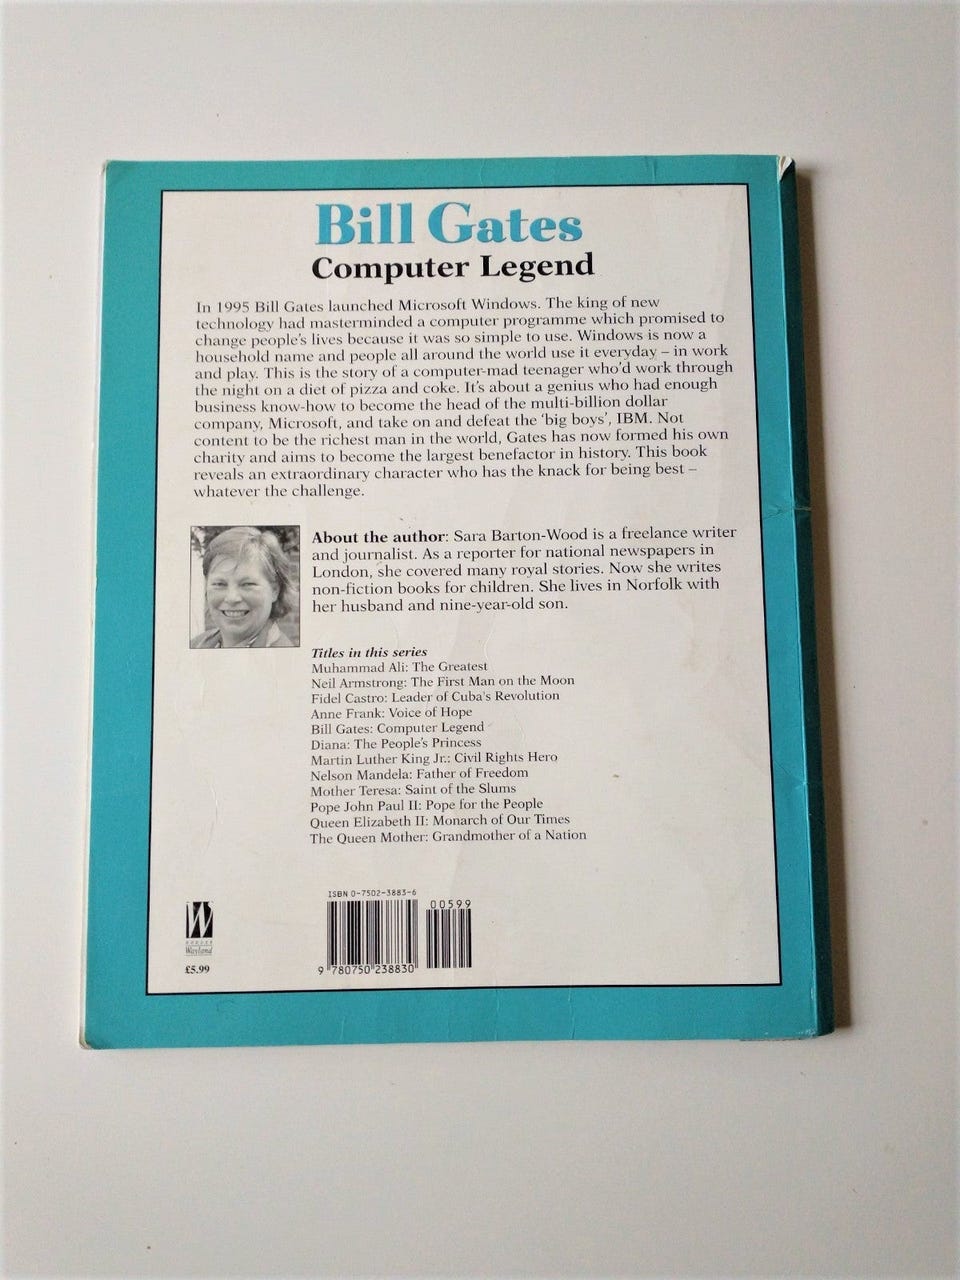 Bill Gates
Computer Legend
In 1995 Bill Gates launched Microsoft Windows. The king of new
technology had masterminded a computer programme which promised to
change people's lives because it was so simple to use. Windows is now a
household name and people all around the world use it everyday – in work
and play. This is the story of a computer-mad teenager who'd work through
the night on a diet of pizza and coke. It's about a genius who had enough
business know-how to become the head of the multi-billion dollar
company, Microsoft, and take on and defeat the 'big boys', IBM. Not
content to be the richest man in the world, Gates has now formed his own
charity and aims to become the largest benefactor in history. This book
reveals an extraordinary character who has the knack for being best –
whatever the challenge.
About the author: Sara Barton-Wood is a freelance writer
and journalist. As a reporter for national newspapers in
London, she covered many royal stories. Now she writes
non-fiction books for children. She lives in Norfolk with
her husband and nine-year-old son.
Titles in this series
Muhammad Ali: The Greatest
Neil Armstrong: The First Man on the Moon
Fidel Castro: Leader of Cuba's Revolution
Anne Frank: Voice of Hope
Bill Gates: Computer Legend
Diana: The People's Princess
Martin Luther King Jr.: Civil Rights Hero
Nelson Mandela: Father of Freedom
Mother Teresa: Saint of the Slums
Pope John Paul II: Pope for the People
Queen Elizabeth II: Monarch of Our Times
The Queen Mother: Grandmother of a Nation
W
HODDER
Wayland
£5.99
ISBN 0-7502-3883-6
00599
9 780750 238830